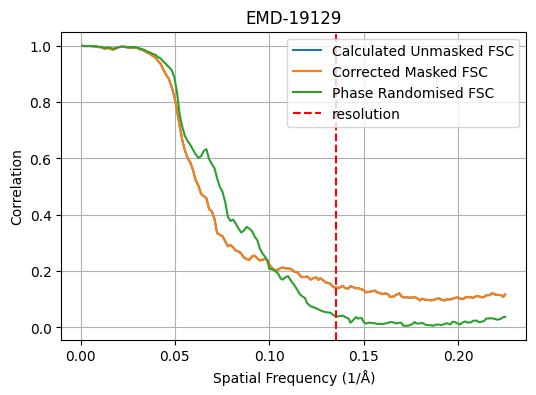 EMD-19129
Calculated Unmasked FSC
Corrected Masked FSC
Phase Randomised FSC
resolution
Correlation
1.0
0.8
0.6
0.4
0.2
0.0
0.00
0.05
0.10
0.15
0.20
Spatial Frequency (1/Å)